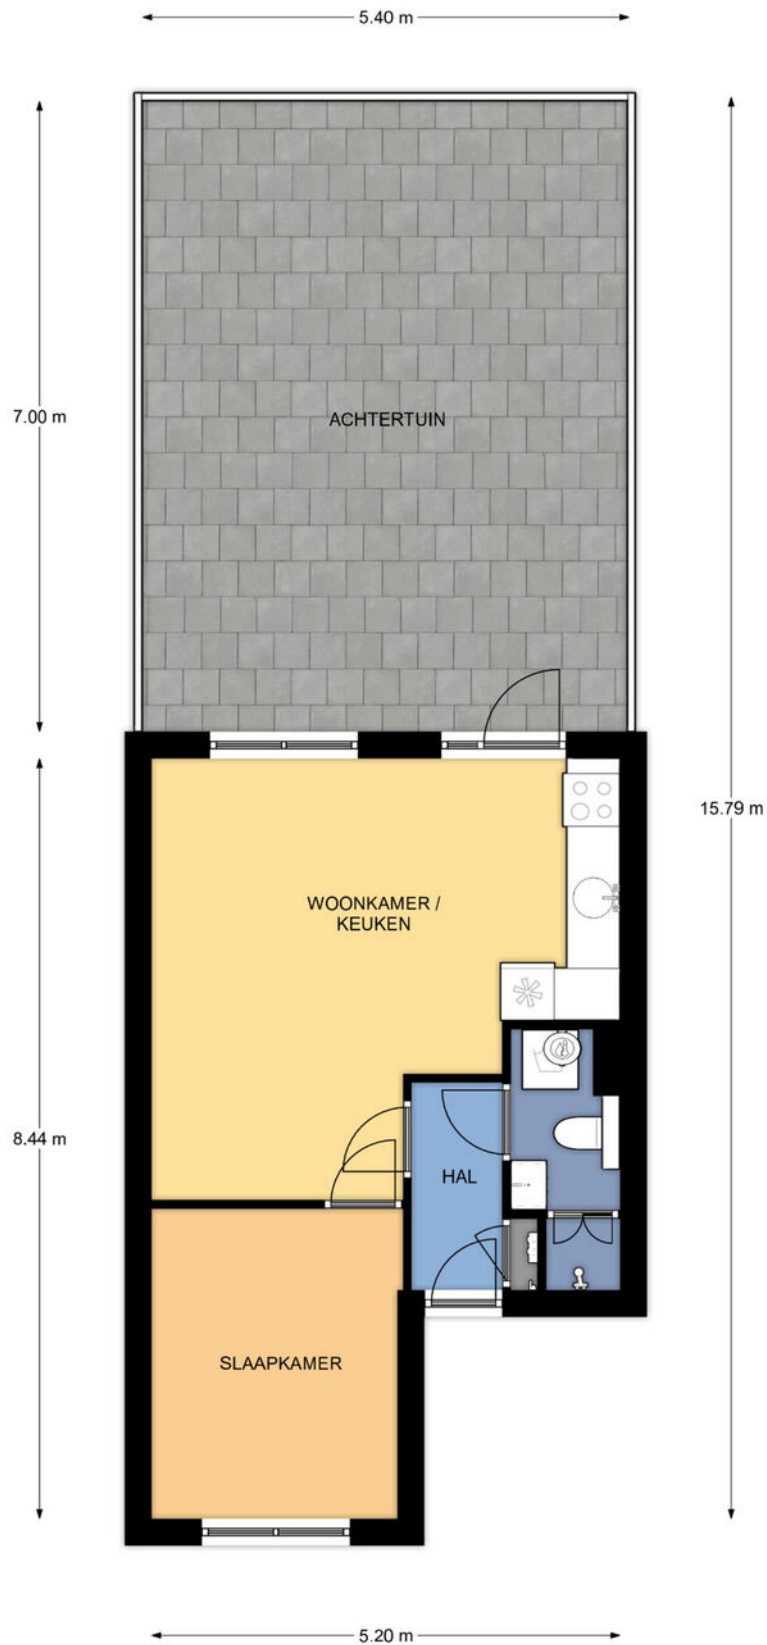 5.40 m
7.00 m
ACHTERTUIN
15.79 m
WOONKAMER /
KEUKEN
8.44 m
HAL
SLAAPKAMER
5.20 m